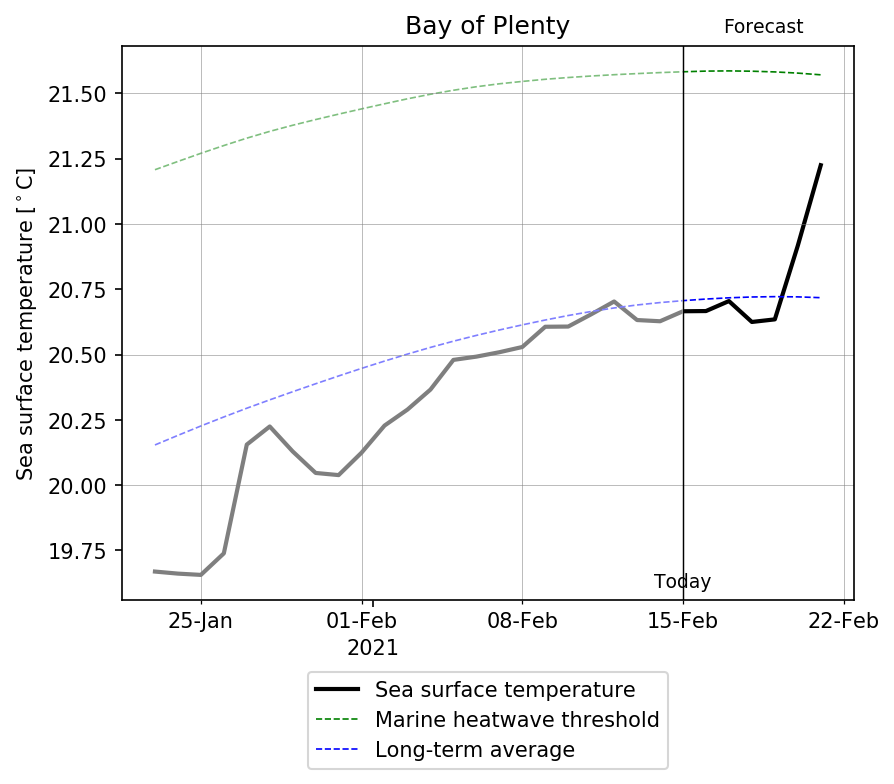 Bay of Plenty
Forecast
Sea surface temperature [°C]
21.50
21.25
21.00
20.75
20.50
20.25
20.00
19.75
Today
25-Jan
01-Feb
08-Feb
15-Feb
22-Feb
2021
Sea surface temperature
Marine heatwave threshold
Long-term average